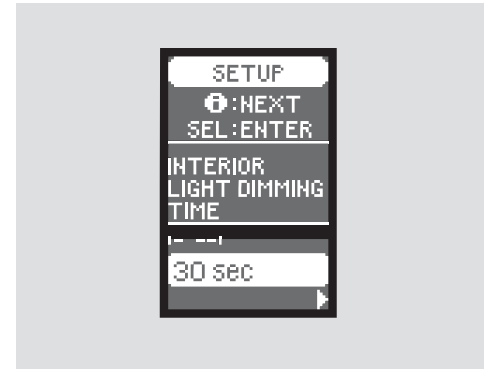 SETUP
i:NEXT
SEL:ENTER
INTERIOR
LIGHT DIMMING
TIME
30 sec